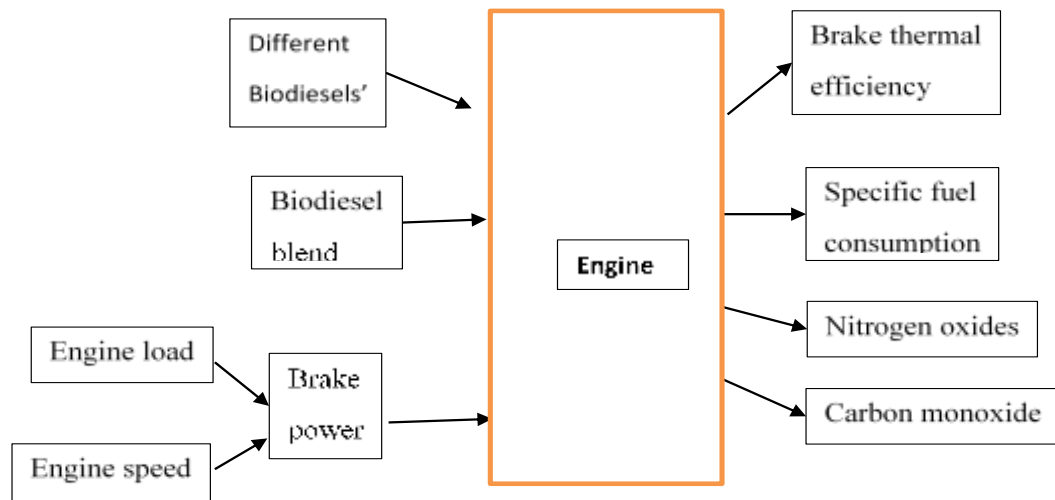 Different
Biodiesels’
Biodiesel
blend
Engine load
Engine speed
Brake
power
Engine
Brake thermal
efficiency
Specific fuel
consumption
Nitrogen oxides
Carbon monoxide